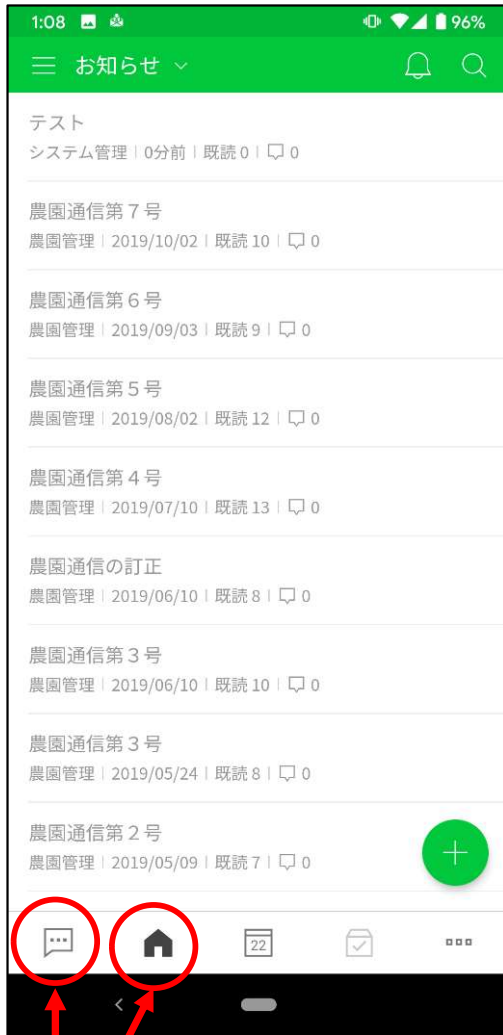 1:08 96%
お知らせ
テスト
システム管理 | 0分前 | 既読 0 | 0
農園通信第７号
農園管理 | 2019/10/02 | 既読 10 | 0
農園通信第６号
農園管理 | 2019/09/03 | 既読 9 | 0
農園通信第５号
農園管理 | 2019/08/02 | 既読 12 | 0
農園通信第４号
農園管理 | 2019/07/10 | 既読 13 | 0
農園通信の訂正
農園管理 | 2019/06/10 | 既読 8 | 0
農園通信第３号
農園管理 | 2019/06/10 | 既読 10 | 0
農園通信第３号
農園管理 | 2019/05/24 | 既読 8 | 0
農園通信第２号
農園管理 | 2019/05/09 | 既読 7 | 0
22